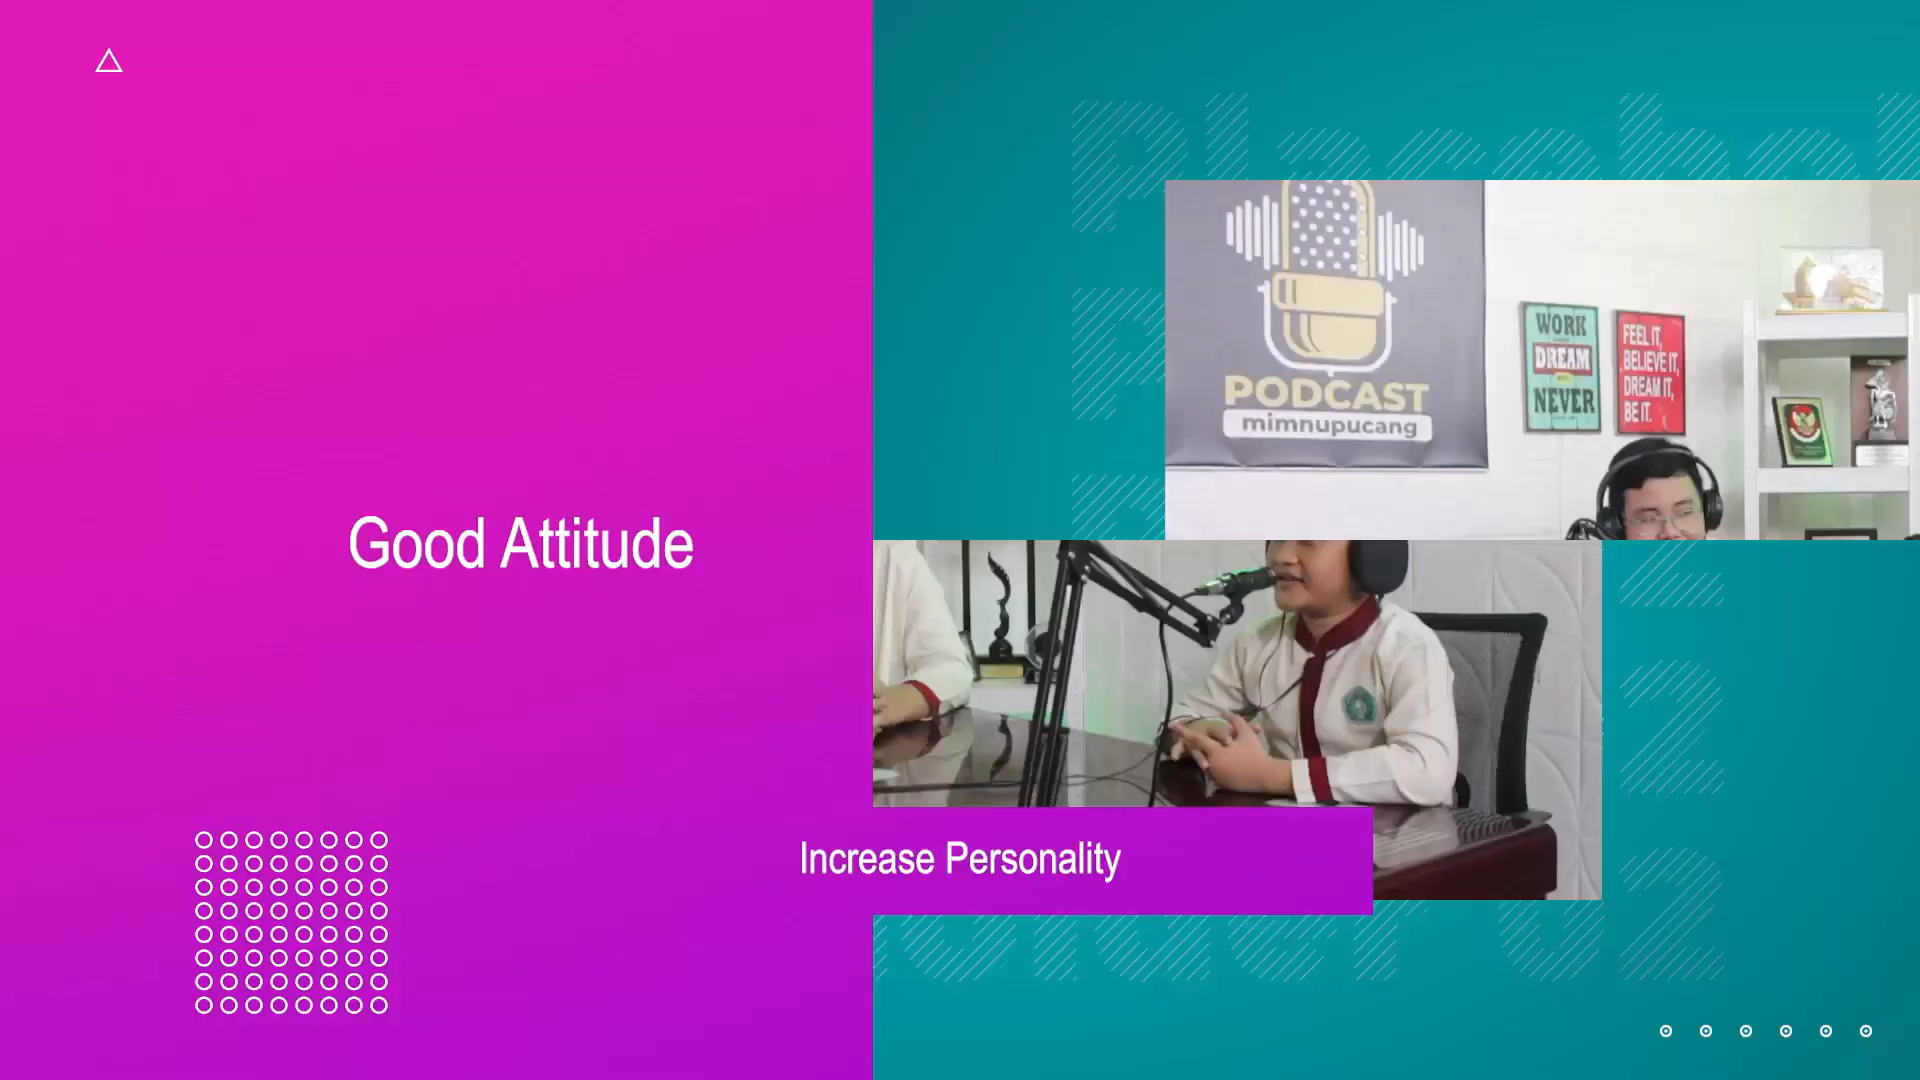 Good Attitude
Increase Personality
PODCAST
mimnupucang
WORK
DREAM
NEVER
FEEL IT,
BELIEVE IT,
DREAM IT,
BE IT.